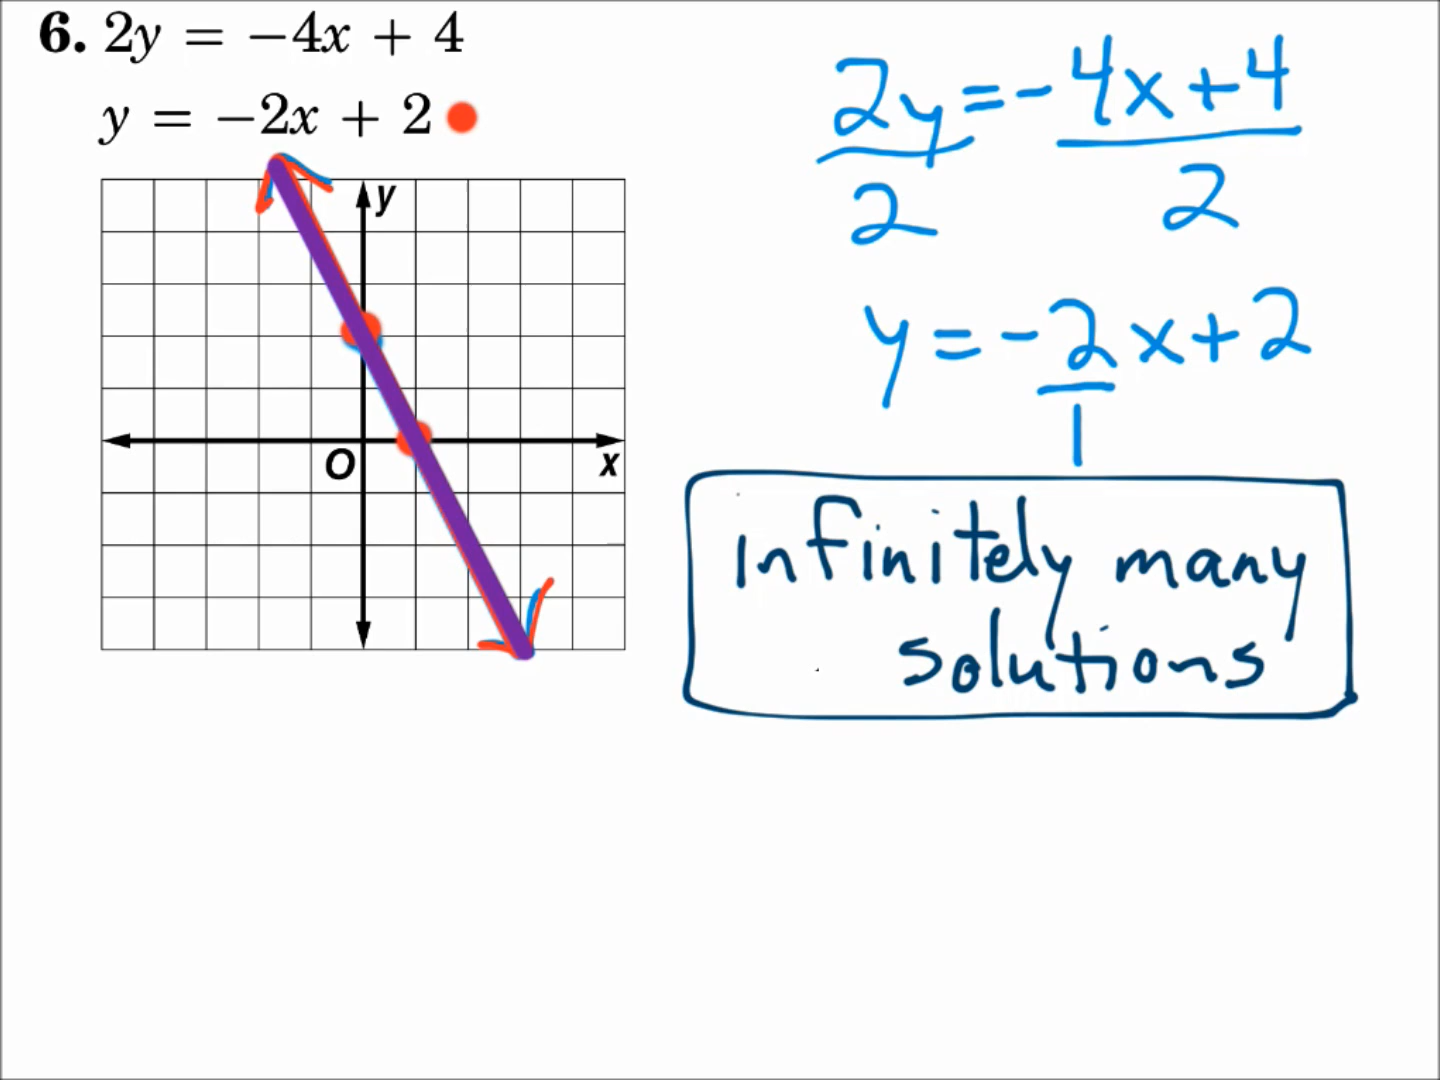 6. 2y = −4x + 4
y = −2x + 2
y
O
x
2y = -4x+4
2 2
y = -2x+2
1
infinitely many
solutions